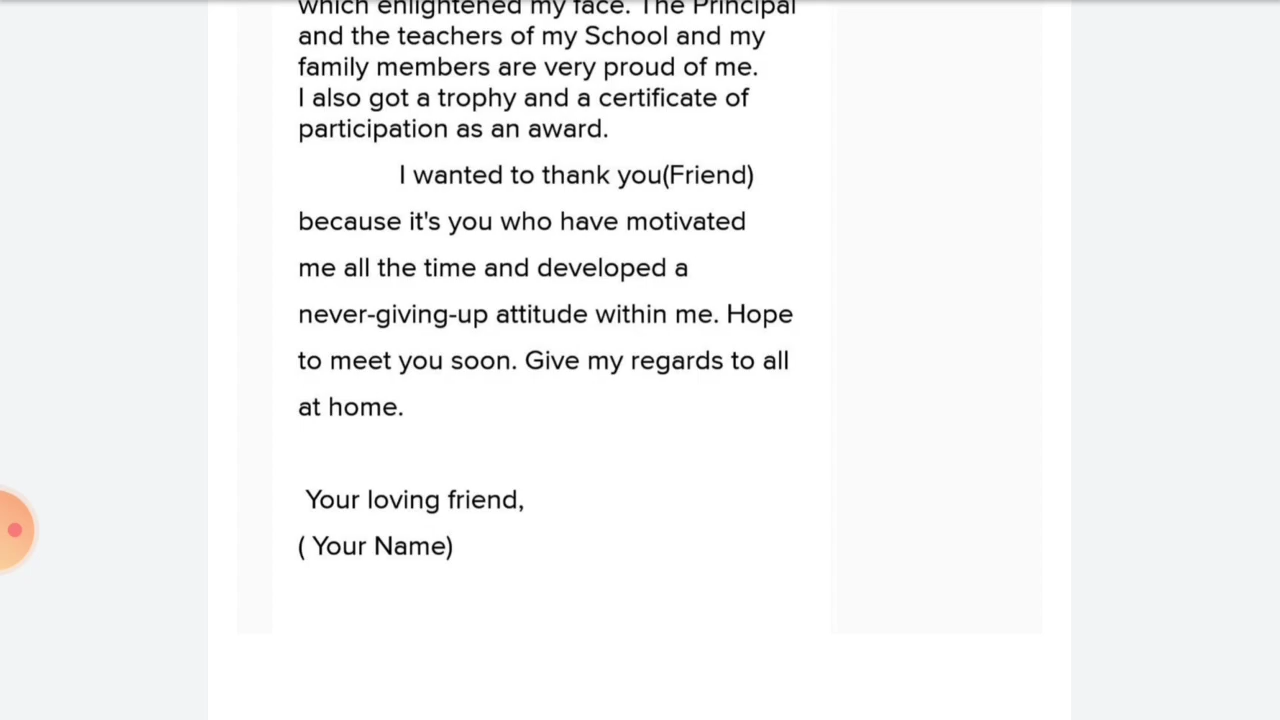 which enlightened my face. The Principal
and the teachers of my School and my
family members are very proud of me.
I also got a trophy and a certificate of
participation as an award.
I wanted to thank you(Friend)
because it's you who have motivated
me all the time and developed a
never-giving-up attitude within me. Hope
to meet you soon. Give my regards to all
at home.
Your loving friend,
( Your Name)